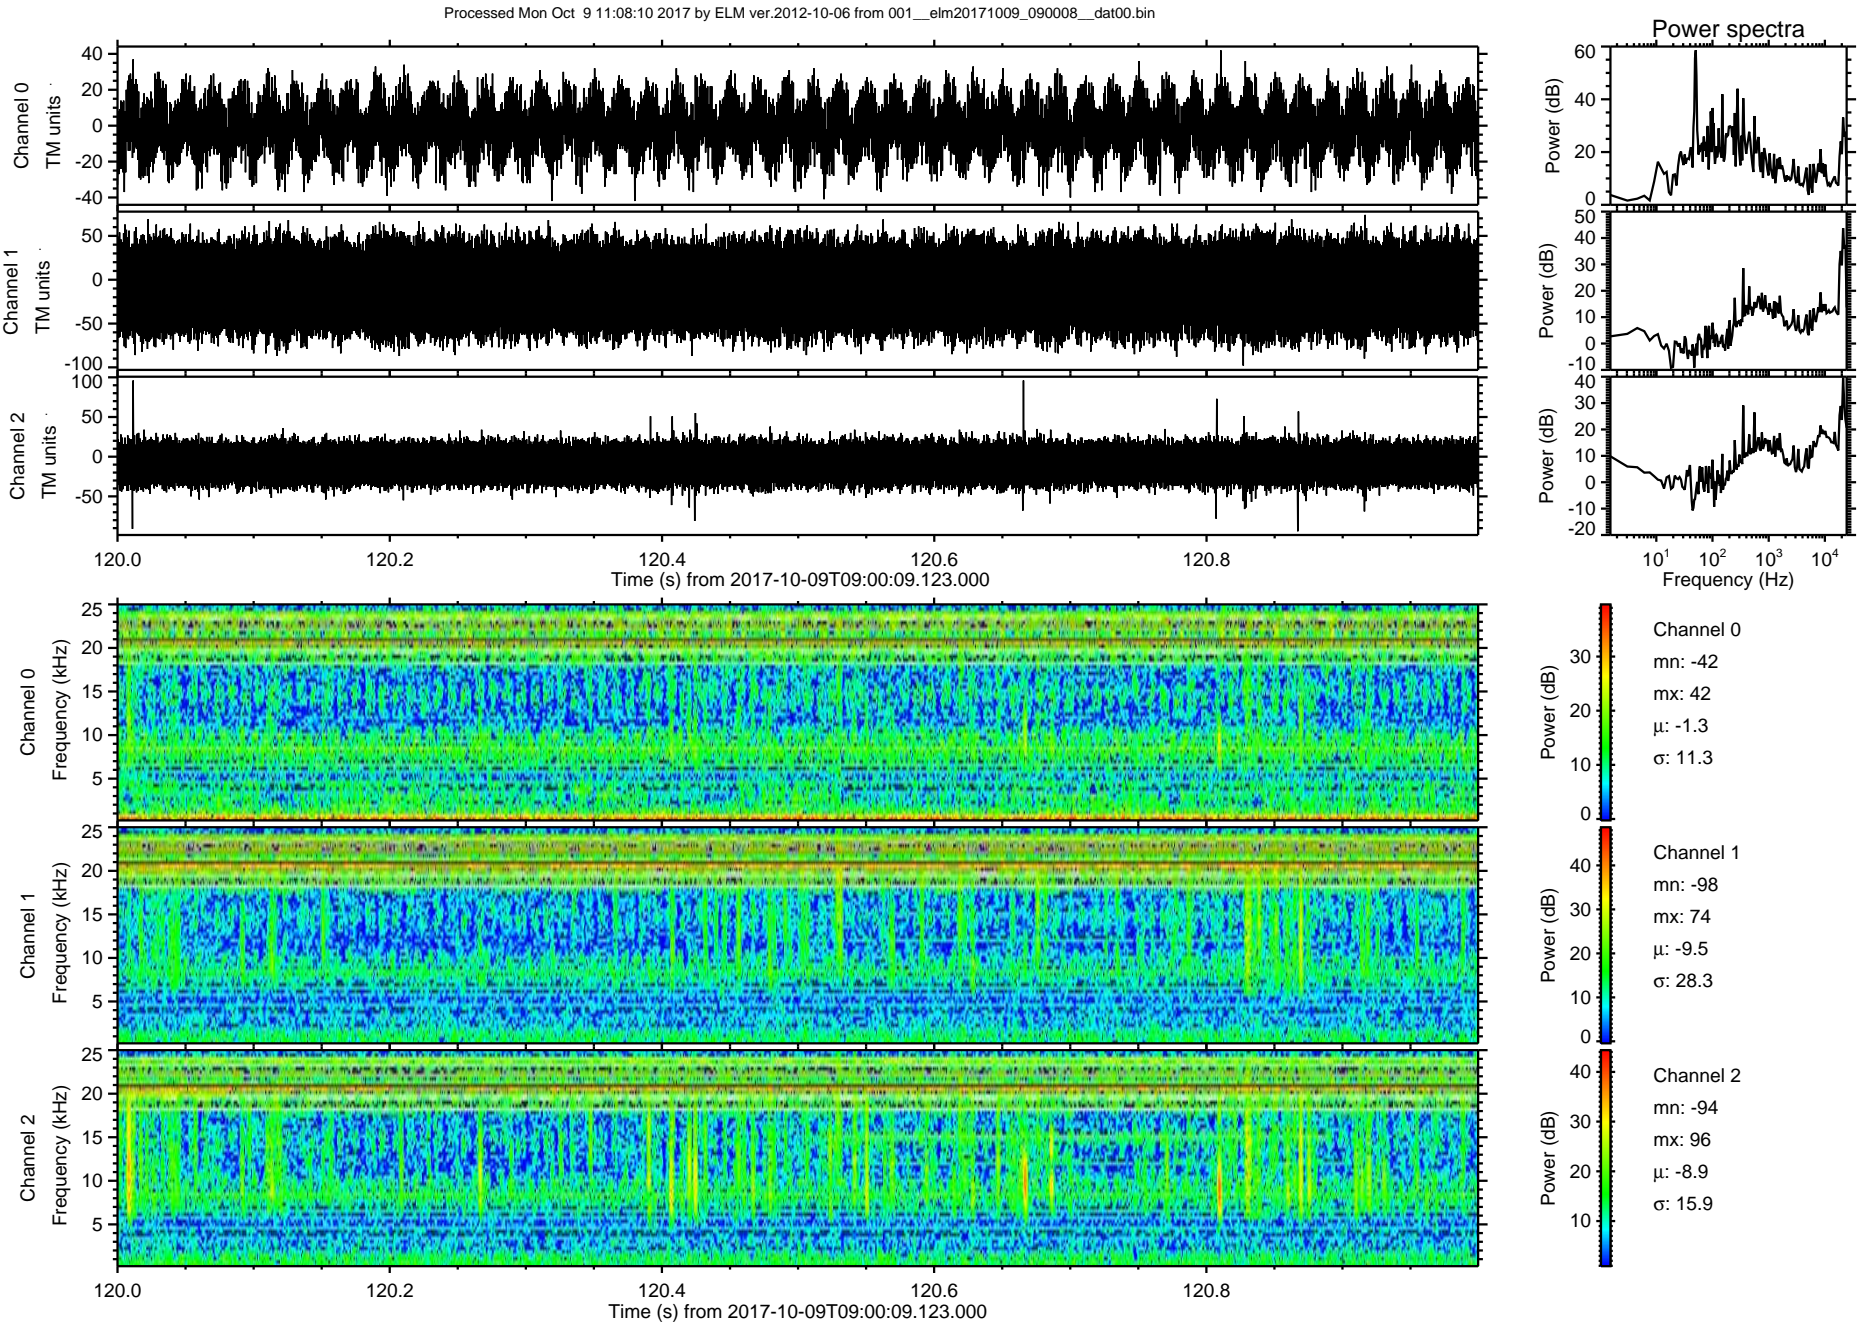 Processed Mon Oct  9 11:08:10 2017 by ELM ver.2012-10-06 from 001__elm20171009_090008__dat00.bin
Power spectra
Channel 0
TM units
40
20
0
-20
-40
Power (dB)
60
40
20
0
Channel 1
TM units
50
0
-50
-100
Power (dB)
50
40
30
20
10
0
-10
Channel 2
TM units
100
50
0
-50
Power (dB)
40
30
20
10
0
-10
-20
120.0 120.2 120.4 120.6 120.8
Time (s) from 2017-10-09T09:00:09.123.000
10^1 10^2 10^3 10^4
Frequency (Hz)
Channel 0
Frequency (kHz)
25
20
15
10
5
Power (dB)
30
20
10
0
Channel 0
mn: -42
mx: 42
μ: -1.3
σ: 11.3
Channel 1
Frequency (kHz)
25
20
15
10
5
Power (dB)
40
30
20
10
0
Channel 1
mn: -98
mx: 74
μ: -9.5
σ: 28.3
Channel 2
Frequency (kHz)
25
20
15
10
5
Power (dB)
40
30
20
10
Channel 2
mn: -94
mx: 96
μ: -8.9
σ: 15.9
120.0 120.2 120.4 120.6 120.8
Time (s) from 2017-10-09T09:00:09.123.000